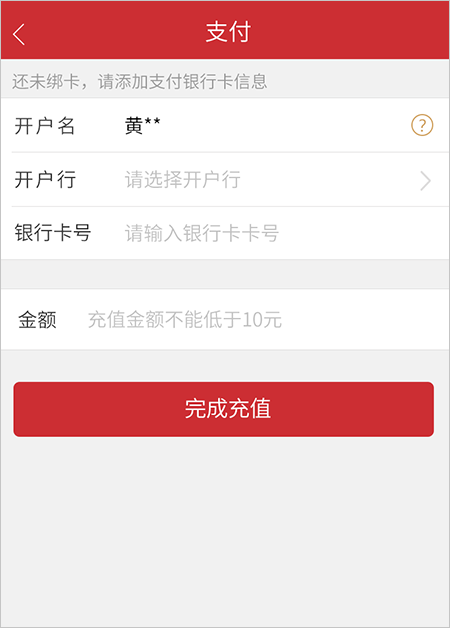 支付
还未绑卡，请添加支付银行卡信息
开户名 黄**
?
开户行 请选择开户行
银行卡号 请输入银行卡卡号
金额 充值金额不能低于10元
完成充值